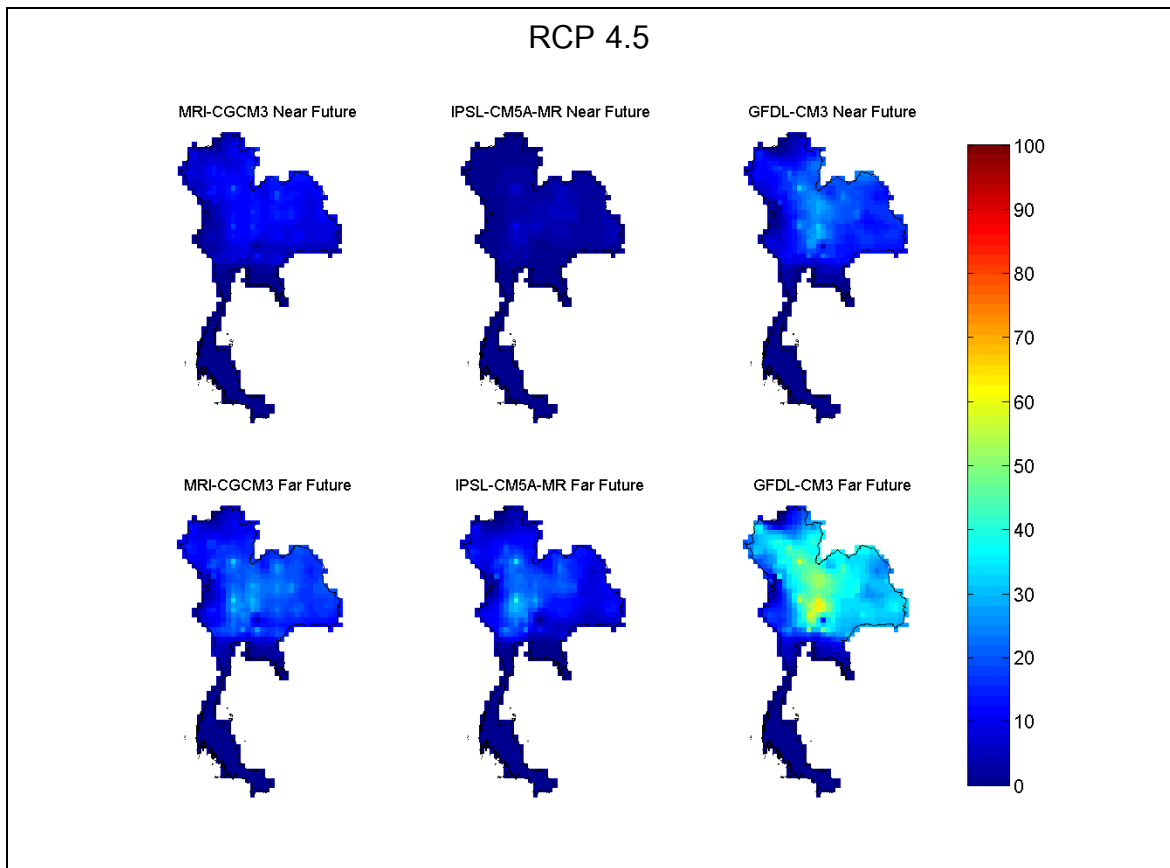 RCP 4.5
MRI-CGCM3 Near Future
IPSL-CM5A-MR Near Future
GFDL-CM3 Near Future
100
90
80
70
60
50
40
30
20
10
0
MRI-CGCM3 Far Future
IPSL-CM5A-MR Far Future
GFDL-CM3 Far Future